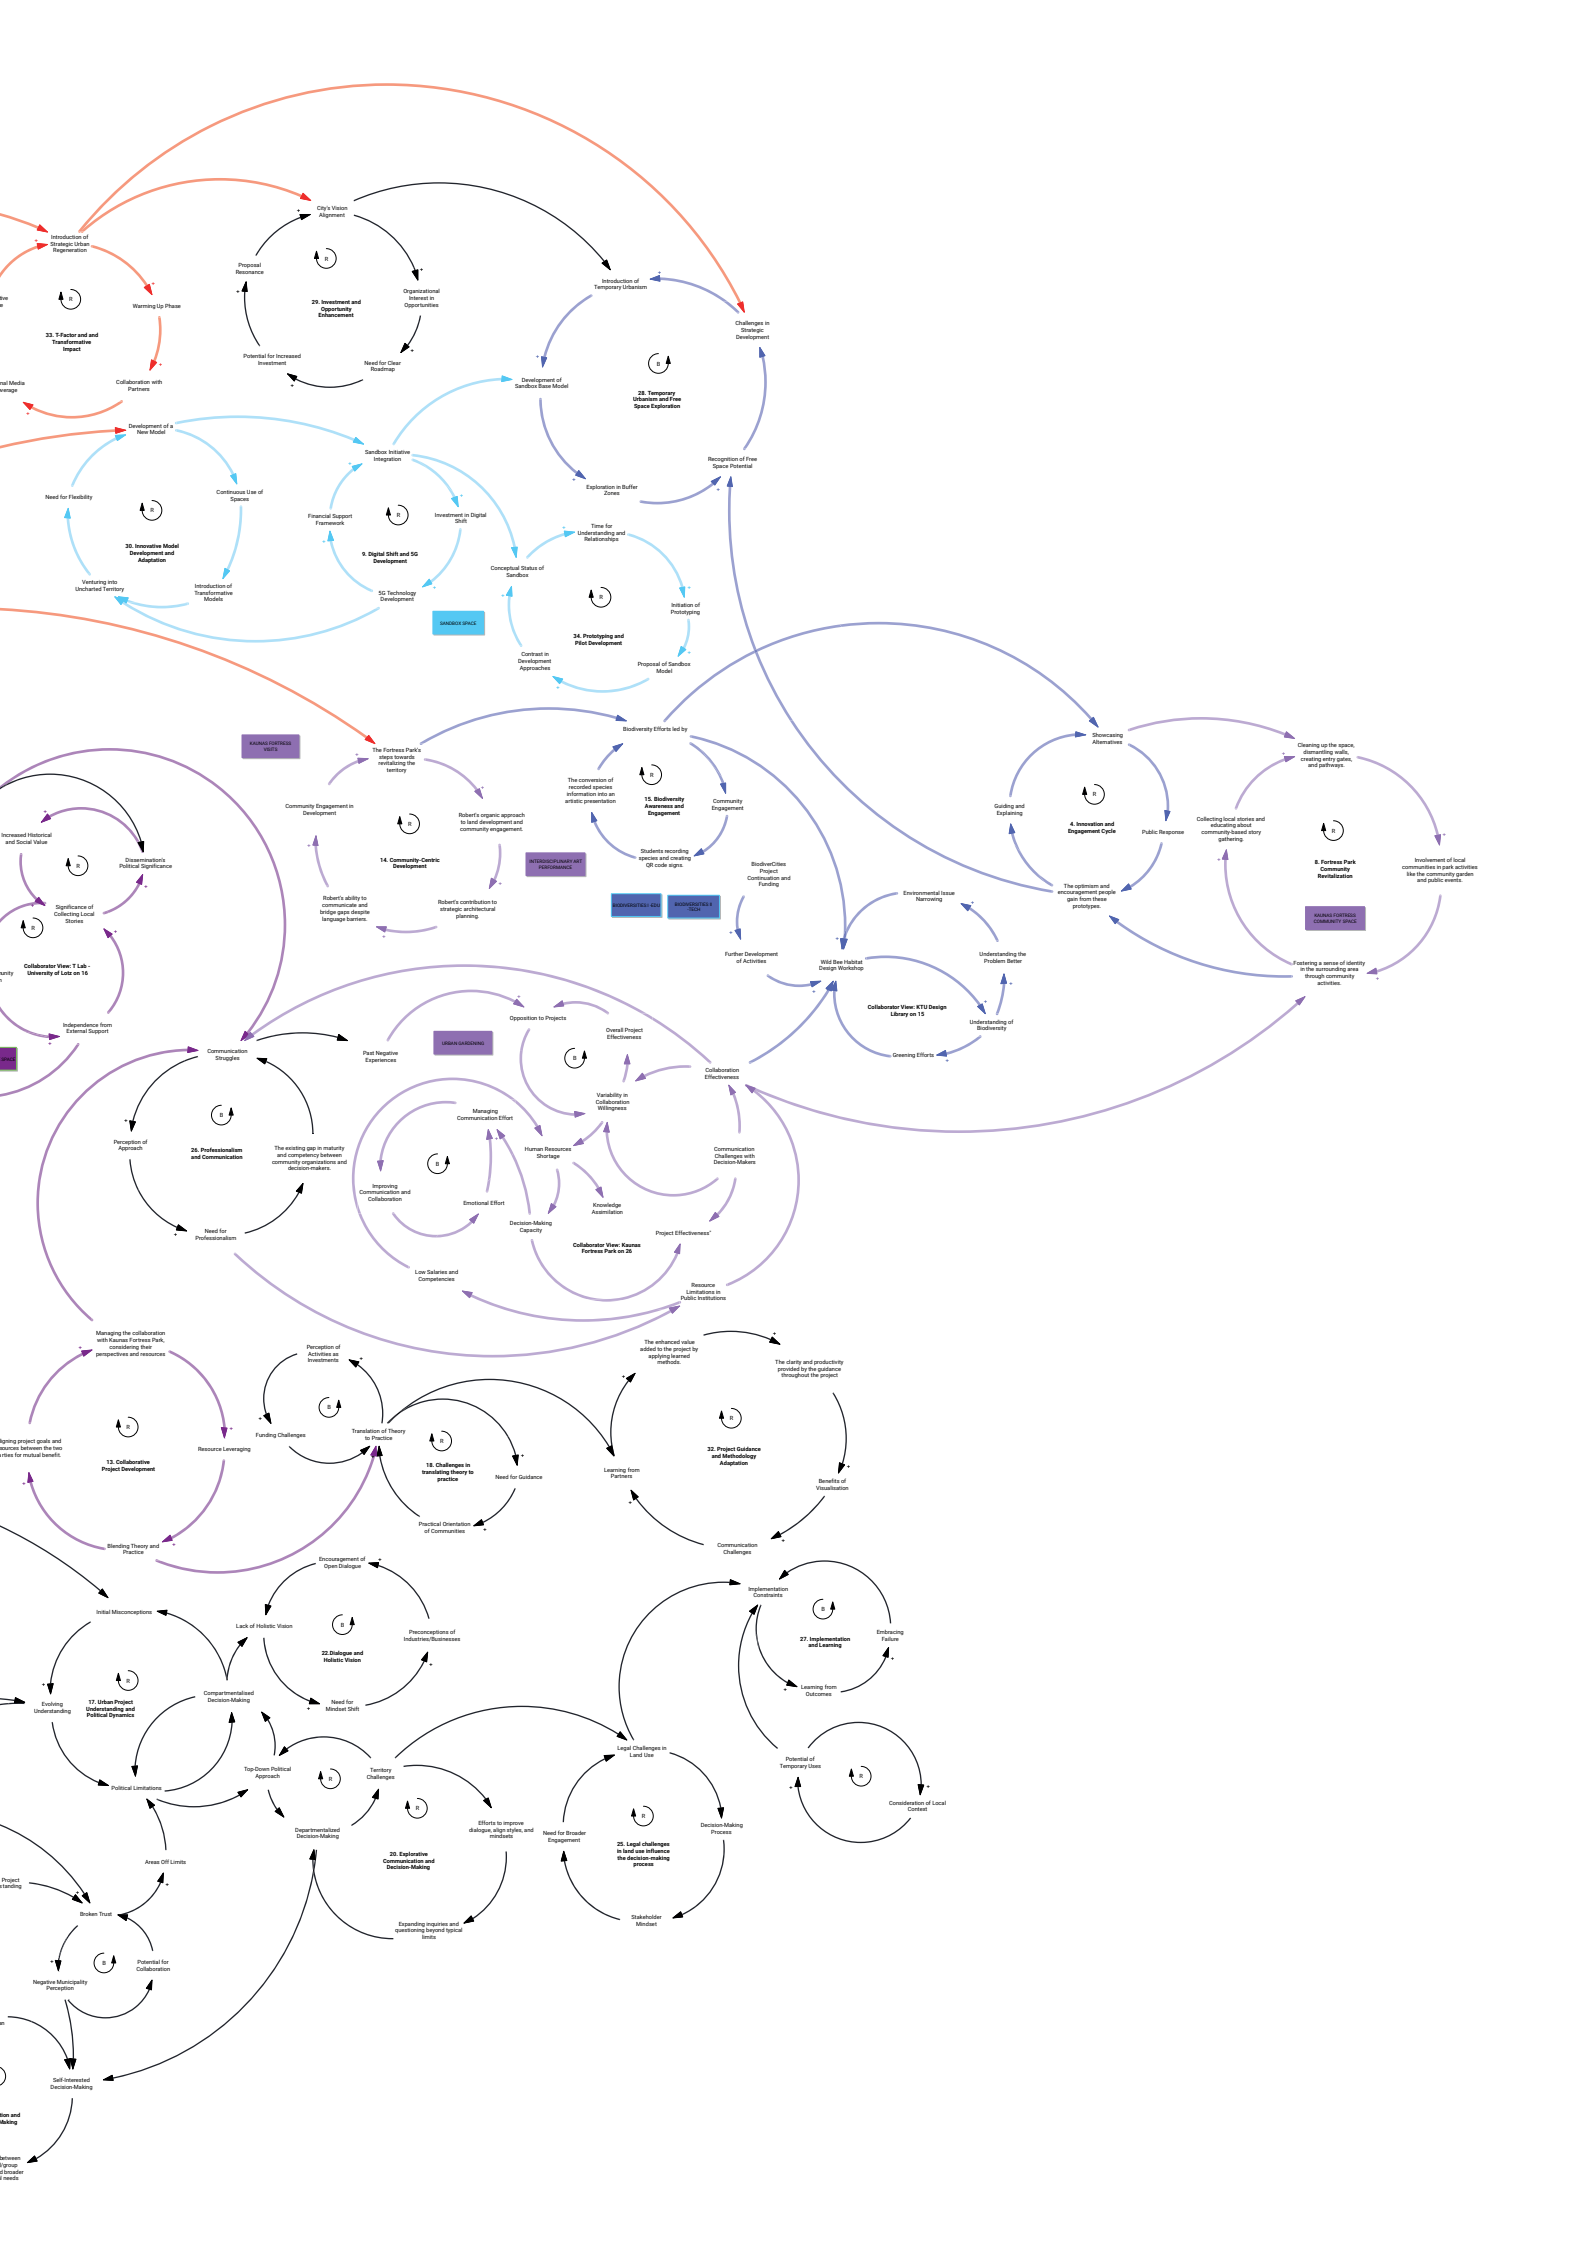 City's Vision
Alignment
Introduction of
Strategic Urban
Regeneration
R
Proposal
Resonance
Organizational
Interest in
Opportunities
29. Investment and
Opportunity
Enhancement
Introduction of
Temporary Urbanism
Challenges in
Strategic
Development
R
Warming Up Phase
33. T-Factor and and
Transformative
Impact
Potential for Increased
Investment
Need for Clear
Roadmap
B
Collaboration with
Partners
Development of
Sandbox Base Model
28. Temporary
Urbanism and Free
Space Exploration
Development of a
New Model
Sandbox Initiative
Integration
Recognition of Free
Space Potential
Need for Flexibility
Continuous Use of
Spaces
Exploration in Buffer
Zones
R
Financial Support
Framework
R
Investment in Digital
Shift
30. Innovative Model
Development and
Adaptation
9. Digital Shift and 5G
Development
Time for
Understanding and
Relationships
Conceptual Status of
Sandbox
Venturing into
Uncharted Territory
Introduction of
Transformative
Models
5G Technology
Development
R
Initiation of
Prototyping
SANDBOX SPACE
34. Prototyping and
Pilot Development
Contrast in
Development
Approaches
Proposal of Sandbox
Model
KAUNAS FORTRESS
VISITS
The Fortress Park's
steps towards
revitalizing the
territory
Biodiversity Efforts led by
Showcasing
Alternatives
Cleaning up the space,
dismantling walls,
creating entry gates,
and pathways.
R
The conversion of
recorded species
information into an
artistic presentation
15. Biodiversity
Awareness and
Engagement
Community
Engagement
Community Engagement in
Development
Robert's organic approach
to land development and
community engagement.
R
Guiding and
Explaining
R
4. Innovation and
Engagement Cycle
Public Response
Collecting local stories and
educating about
community-based story
gathering.
R
8. Fortress Park
Community
Revitalization
Involvement of local
communities in park activities
like the community garden
and public events.
14. Community-Centric
Development
INTERDISCIPLINARY ART
PERFORMANCE
Students recording
species and creating
QR code signs.
BiodiverCities
Project
Continuation and
Funding
Increased Historical
and Social Value
R
Dissemination's
Political Significance
Robert's ability to
communicate and
bridge gaps despite
language barriers.
Robert's contribution to
strategic architectural
planning.
Environmental Issue
Narrowing
The optimism and
encouragement people
gain from these
prototypes.
KAUNAS FORTRESS
COMMUNITY SPACE
Significance of
Collecting Local
Stories
R
Collaborator View: T Lab -
University of Lotz on 16
Further Development
of Activities
Wild Bee Habitat
Design Workshop
Understanding the
Problem Better
Fostering a sense of identity
in the surrounding area
through community
activities.
Collaborator View: KTU Design
Library on 15
Independence from
External Support
Opposition to Projects
Understanding of
Biodiversity
Communication
Struggles
Past Negative
Experiences
URBAN GARDENING
Overall Project
Effectiveness
B
Greening Efforts
Collaboration
Effectiveness
B
Variability in
Collaboration
Willingness
Managing
Communication Effort
Perception of
Approach
26. Professionalism
and Communication
The existing gap in maturity
and competency between
community organizations and
decision-makers.
B
Human Resources
Shortage
Communication
Challenges with
Decision-Makers
Improving
Communication and
Collaboration
Emotional Effort
Knowledge
Assimilation
Decision-Making
Capacity
Need for
Professionalism
Project Effectiveness"
Collaborator View: Kaunas
Fortress Park on 26
Low Salaries and
Competencies
Resource
Limitations in
Public Institutions
Managing the collaboration
with Kaunas Fortress Park,
considering their
perspectives and resources
Perception of
Activities as
Investments
The enhanced value
added to the project by
applying learned
methods.
The clarity and productivity
provided by the guidance
throughout the project
B
R
Funding Challenges
Translation of Theory
to Practice
R
R
Resource Leveraging
13. Collaborative
Project Development
18. Challenges in
translating theory to
practice
Need for Guidance
Learning from
Partners
32. Project Guidance
and Methodology
Adaptation
Benefits of
Visualisation
Practical Orientation
of Communities
Blending Theory and
Practice
Communication
Challenges
Encouragement of
Open Dialogue
Implementation
Constraints
Initial Misconceptions
Lack of Holistic Vision
B
Preconceptions of
Industries/Businesses
B
27. Implementation
and Learning
Embracing
Failure
22.Dialogue and
Holistic Vision
R
Evolving
Understanding
17. Urban Project
Understanding and
Political Dynamics
Compartmentalised
Decision-Making
Need for
Mindset Shift
Learning from
Outcomes
Legal Challenges in
Land Use
Political Limitations
Top-Down Political
Approach
R
Territory
Challenges
Potential of
Temporary Uses
R
R
Departmentalized
Decision-Making
Efforts to improve
dialogue, align styles, and
mindsets
Need for Broader
Engagement
R
Decision-Making
Process
Consideration of Local
Context
20. Explorative
Communication and
Decision-Making
25. Legal challenges
in land use influence
the decision-making
process
Areas Off Limits
Project
Broken Trust
Expanding inquiries and
questioning beyond typical
limits
Stakeholder
Mindset
B
Potential for
Collaboration
Negative Municipality
Perception
Self-Interested
Decision-Making